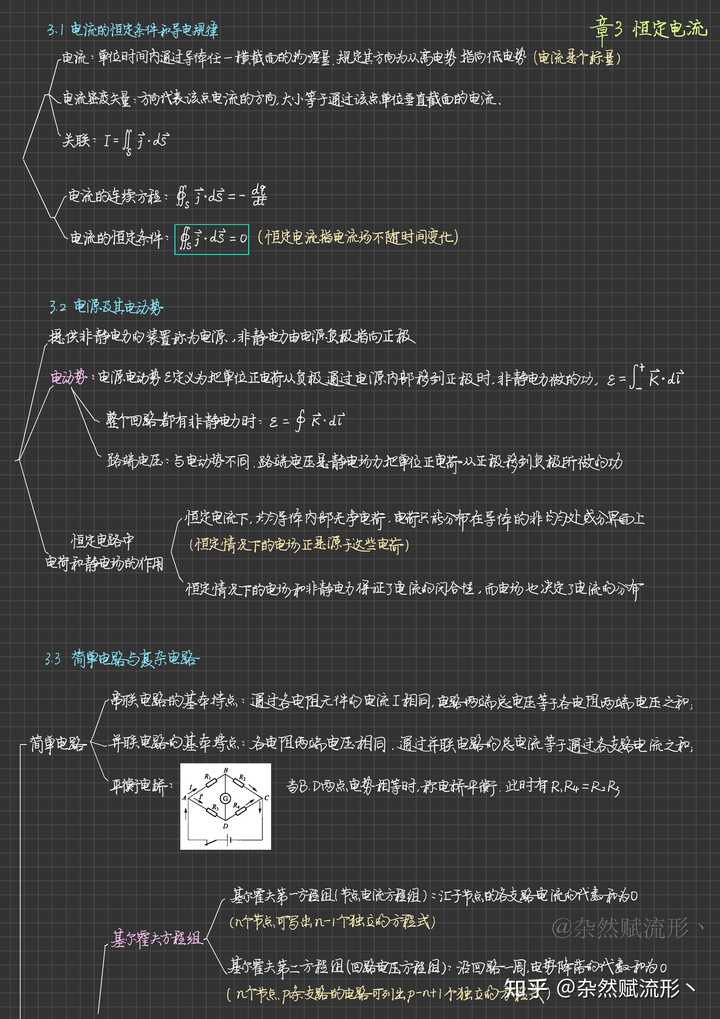 章3 恒定电流
3.1 电流的恒定条件和导电规律
电流：单位时间内通过导体任一横截面的物理量，规定其方向为从高电势指向低电势 (电流是个标量)
电流密度矢量：方向代表该点电流的方向，大小等于通过该点单位垂直截面的电流.
关联：I=∬_S j⃗·dS⃗
电流的连续方程：∯_S j⃗·dS⃗ = - dq/dt
电流的恒定条件：∯_S j⃗·dS⃗ = 0 (恒定电流指电流场不随时间变化)
3.2 电源及其电动势
提供非静电力的装置称为电源，非静电力由电源负极指向正极
电动势：电源电动势ε定义为把单位正电荷从负极通过电源内部移到正极时，非静电力做的功. ε=∫_-^+ K⃗·dl⃗
整个回路都有非静电力时：ε=∮ K⃗·dl⃗
路端电压：与电动势不同，路端电压是静电场力把单位正电荷从正极移到负极所做的功
恒定电路中
电荷和静电场的作用
恒定电流下，均匀导体内部无净电荷，电荷只能分布在导体的非均匀处或分界面上
(恒定情况下的电场正是源于这些电荷)
恒定情况下的电场和非静电力保证了电流的闭合性，而电场也决定了电流的分布
3.3 简单电路与复杂电路
简单电路
串联电路的基本特点：通过各电阻元件的电流I相同，电路两端总电压等于各电阻两端电压之和；
并联电路的基本特点：各电阻两端电压相同，通过并联电路的总电流等于通过各支路电流之和；
平衡电桥：
B
R₁ R₂
I
A G C
I'
R₃ R₄
D
当B.D两点电势相等时，称电桥平衡. 此时有R₁R₄=R₂R₃
基尔霍夫方程组
基尔霍夫第一方程组(节点电流方程组)：汇于节点的各支路电流的代数和为0
(n个节点可写出n-1个独立的方程式)
基尔霍夫第二方程组(回路电压方程组)：沿回路一周，电势降落的代数和为0
(n个节点p条支路的电路可列出p-n+1个独立的方程式)
@杂然赋流形丶
知乎 @杂然赋流形丶